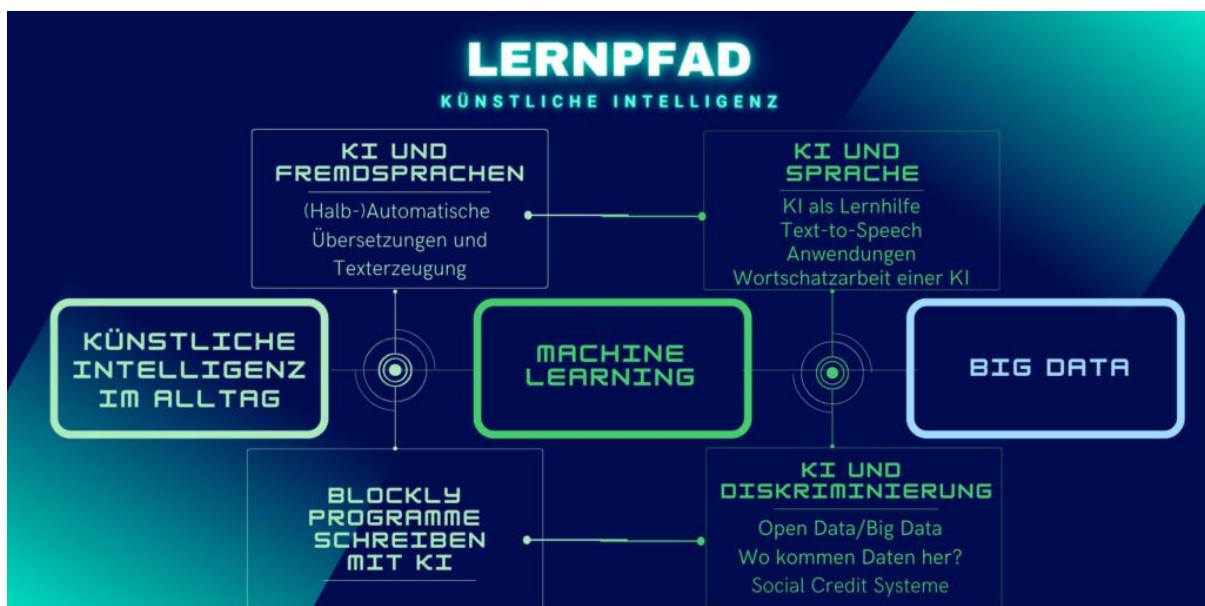 LERNPFAD
KÜNSTLICHE INTELLIGENZ
KI UND
FREMDSPRACHEN
(Halb-)Automatische
Übersetzungen und
Texterzeugung
KI UND
SPRACHE
KI als Lernhilfe
Text-to-Speech
Anwendungen
Wortschatzarbeit einer KI
KÜNSTLICHE
INTELLIGENZ
IM ALLTAG
MACHINE
LEARNING
BIG DATA
BLOCKLY
PROGRAMME
SCHREIBEN
MIT KI
KI UND
DISKRIMINIERUNG
Open Data/Big Data
Wo kommen Daten her?
Social Credit Systeme